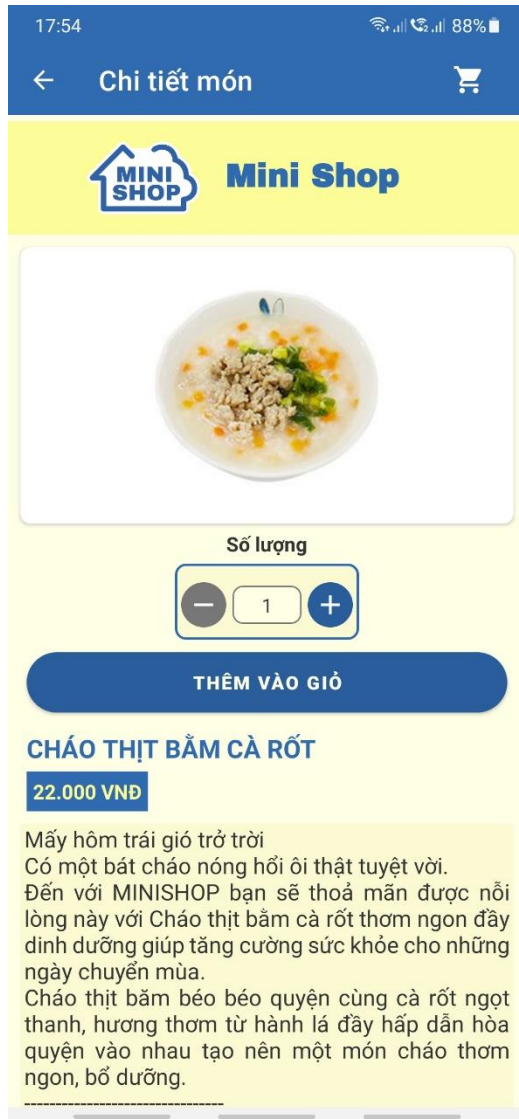 17:54
88%
Chi tiết món
MINI
SHOP
Mini Shop
Số lượng
1
THÊM VÀO GIỎ
CHÁO THỊT BẰM CÀ RỐT
22.000 VNĐ
Mấy hôm trái gió trở trời
Có một bát cháo nóng hổi ôi thật tuyệt vời.
Đến với MINISHOP bạn sẽ thoả mãn được nỗi
lòng này với Cháo thịt bằm cà rốt thơm ngon đầy
dinh dưỡng giúp tăng cường sức khỏe cho những
ngày chuyển mùa.
Cháo thịt băm béo béo quyện cùng cà rốt ngọt
thanh, hương thơm từ hành lá đầy hấp dẫn hòa
quyện vào nhau tạo nên một món cháo thơm
ngon, bổ dưỡng.
--------------------------------